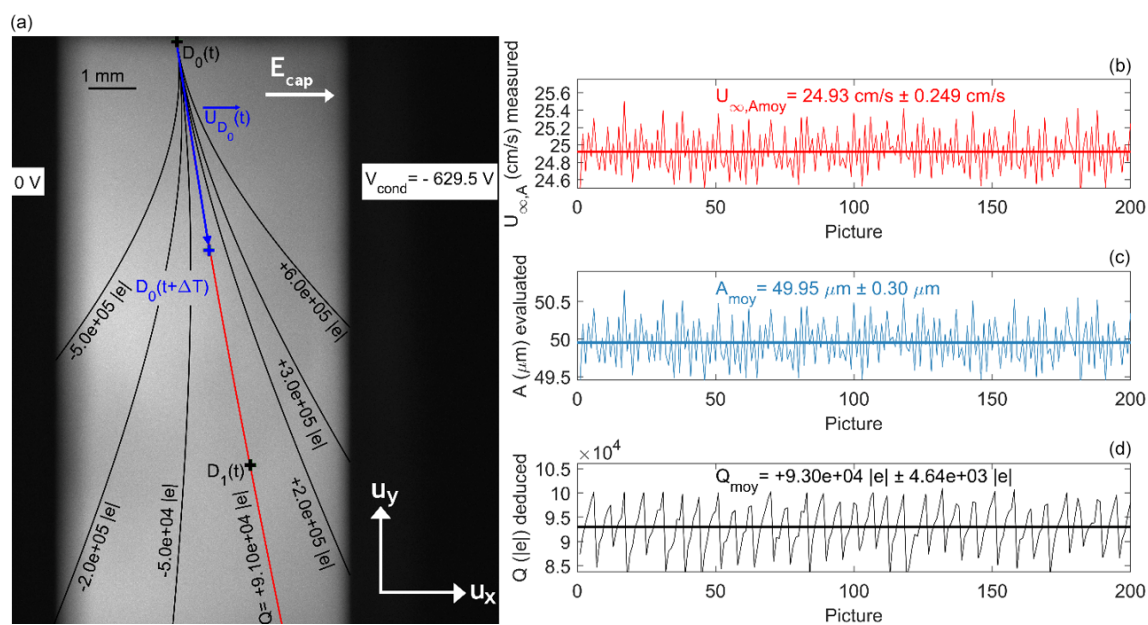 (a)
D0(t)
1 mm
Ecap
UD0(t)
0 V
Vcond= - 629.5 V
D0(t+ΔT)
-5.0e+05 |e|
+6.0e+05 |e|
+3.0e+05 |e|
+2.0e+05 |e|
D1(t)
-2.0e+05 |e|
-5.0e+04 |e|
Q= +9.10e+04 |e|
uy
ux
(b)
U∞,A (cm/s) measured
U∞,Amoy = 24.93 cm/s ± 0.249 cm/s
25.6
25.4
25.2
25
24.8
24.6
0 50 100 150 200
Picture
(c)
A (μm) evaluated
Amoy = 49.95 μm ± 0.30 μm
50.5
50
49.5
0 50 100 150 200
Picture
(d)
×10^4
Q (|e|) deduced
Qmoy = +9.30e+04 |e| ± 4.64e+03 |e|
10.5
10
9.5
9
8.5
0 50 100 150 200
Picture